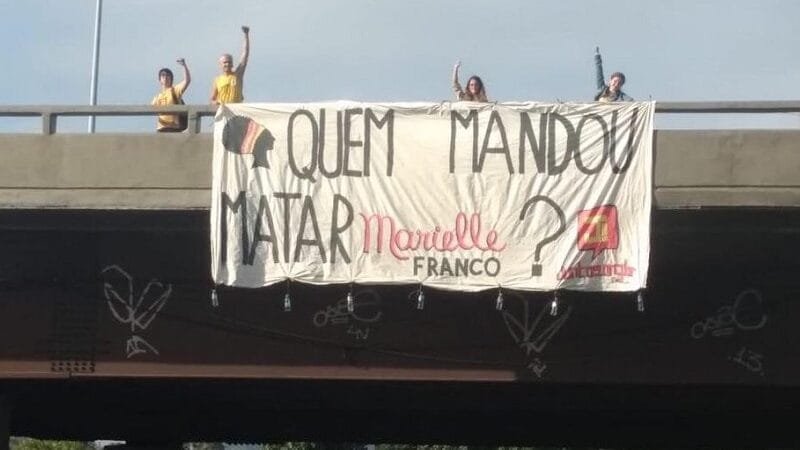 QUEM MANDOU
MATAR Marielle ?
FRANCO